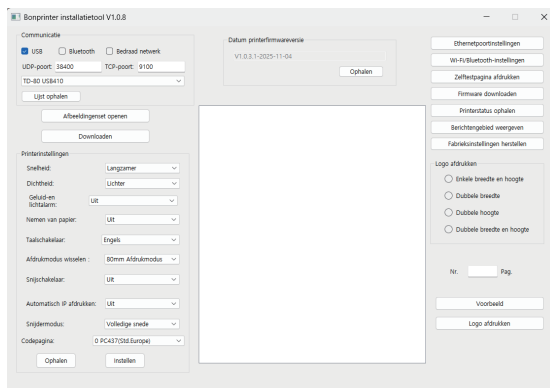 Bonprinter installatietool V1.0.8
Communicatie
USB
Bluetooth
Bedraad netwerk
UDP-poort: 38400
TCP-poort: 9100
TD-80 USB410
Lijst ophalen
Afbeeldingenset openen
Downloaden
Printerinstellingen
Snelheid: Langzamer
Dichtheid: Lichter
Geluid-en lichtalarm: Uit
Nemen van papier: Uit
Taalschakelaar: Engels
Afdrukmodus wisselen : 80mm Afdrukmodus
Snijschakelaar: Uit
Automatisch IP afdrukken: Uit
Snijdermodus: Volledige snede
Codepagina: 0 PC437(Std.Europe)
Ophalen
Instellen
Datum printerfirmwareversie
V1.0.3.1-2025-11-04
Ophalen
Ethernetpoortinstellingen
Wi-Fi/Bluetooth-instellingen
Zelftestpagina afdrukken
Firmware downloaden
Printerstatus ophalen
Berichtengebied weergeven
Fabrieksinstellingen herstellen
Logo afdrukken
Enkele breedte en hoogte
Dubbele breedte
Dubbele hoogte
Dubbele breedte en hoogte
Nr.
Pag.
Voorbeeld
Logo afdrukken